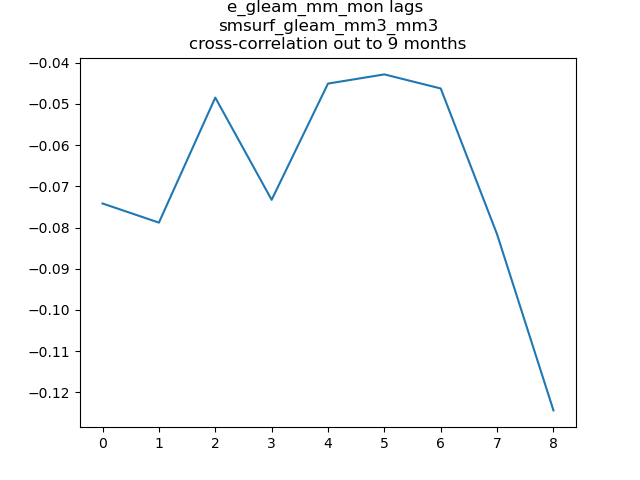 e_gleam_mm_mon lags
smsurf_gleam_mm3_mm3
cross-correlation out to 9 months
−0.04
−0.05
−0.06
−0.07
−0.08
−0.09
−0.10
−0.11
−0.12
0 1 2 3 4 5 6 7 8